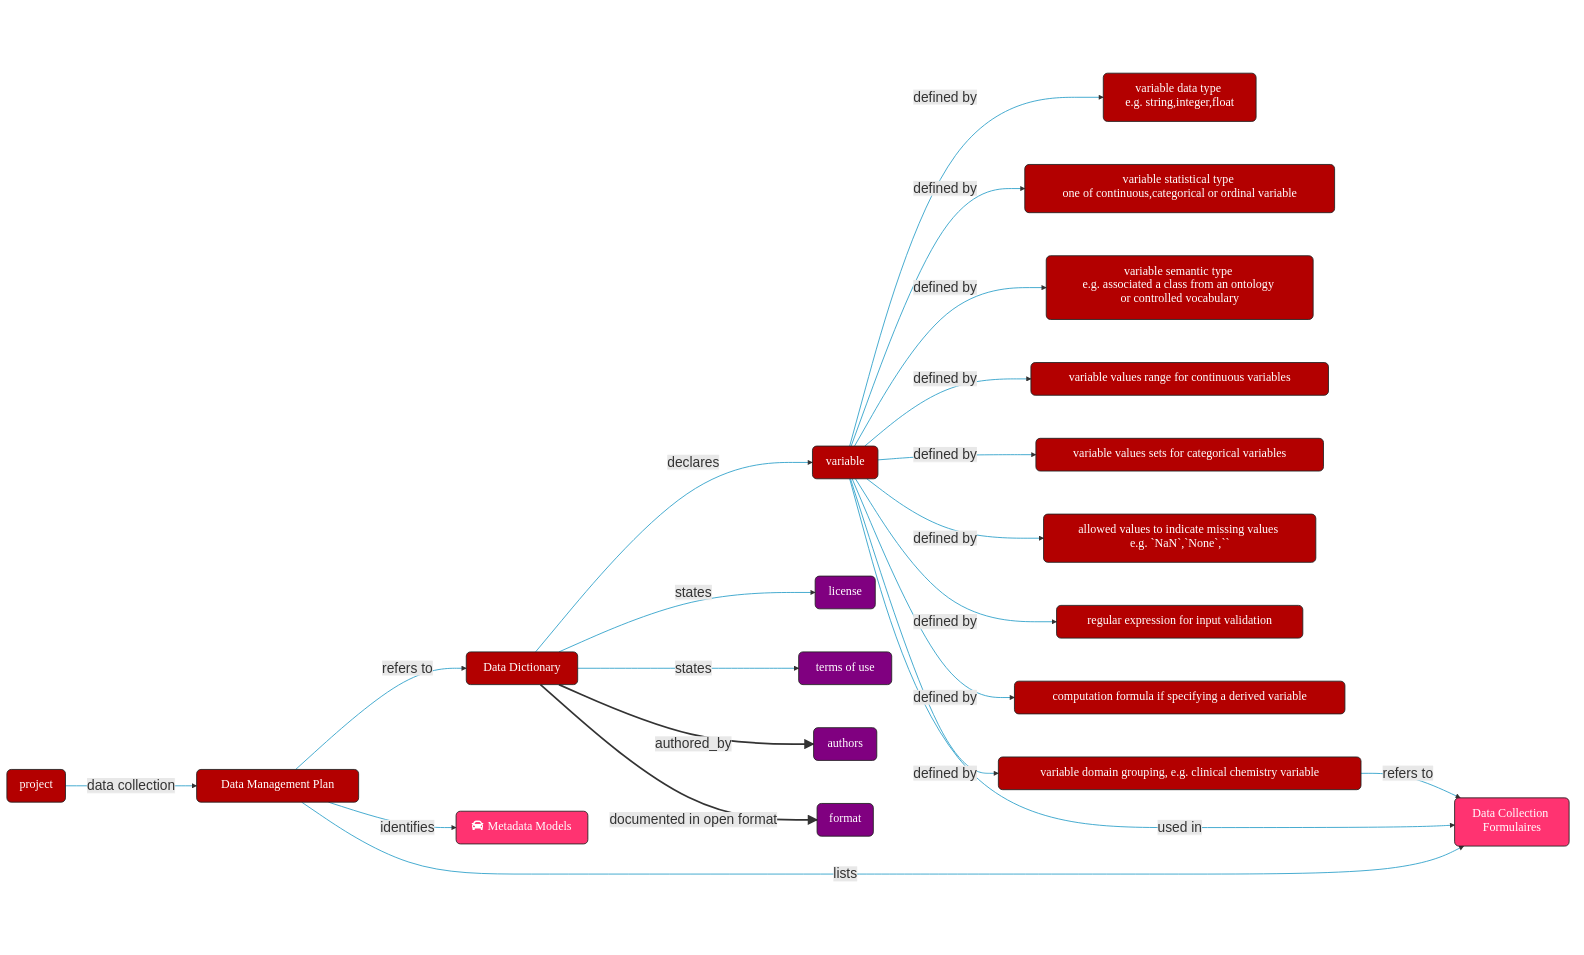 defined by
variable data type
e.g. string,integer,float
defined by
variable statistical type
one of continuous,categorical or ordinal variable
defined by
variable semantic type
e.g. associated a class from an ontology
or controlled vocabulary
defined by
variable values range for continuous variables
declares
variable
defined by
variable values sets for categorical variables
defined by
allowed values to indicate missing values
e.g. `NaN`,`None`,``
states
license
defined by
regular expression for input validation
refers to
Data Dictionary
states
terms of use
defined by
computation formula if specifying a derived variable
authored_by
authors
defined by
variable domain grouping, e.g. clinical chemistry variable
refers to
project
data collection
Data Management Plan
identifies
Metadata Models
documented in open format
format
used in
Data Collection
Formulaires
lists